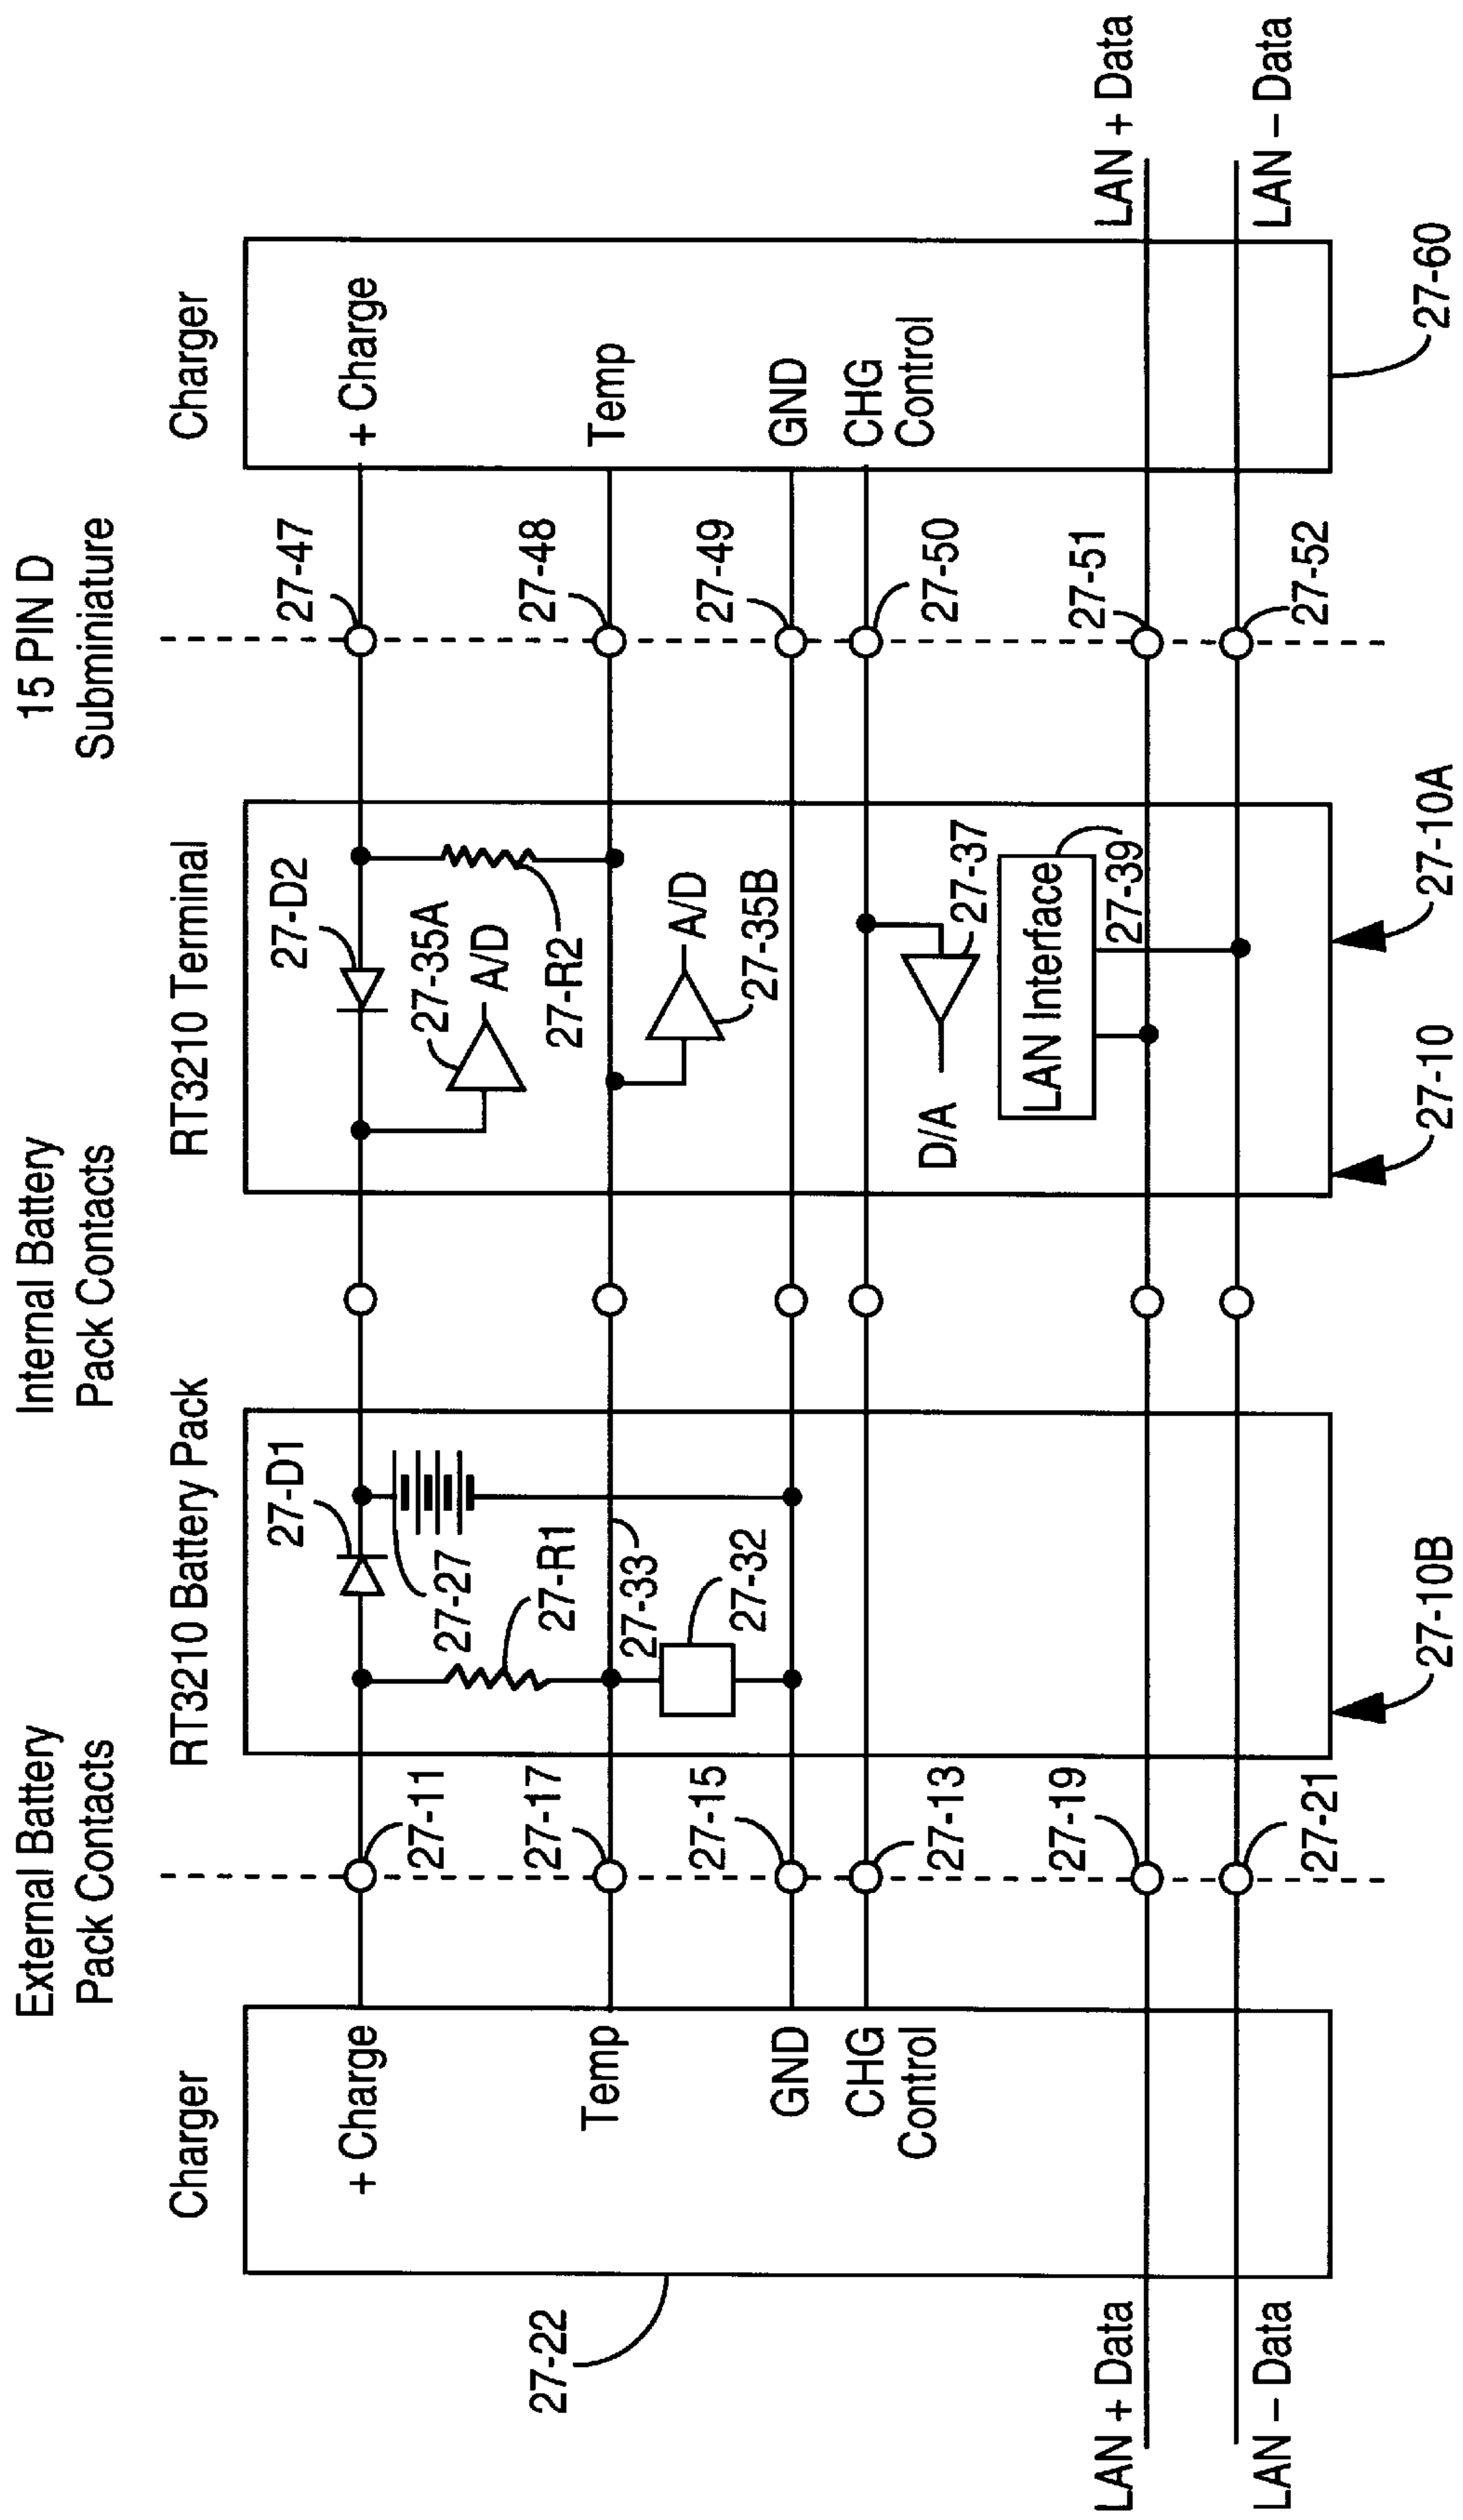 External Battery
Pack Contacts
Internal Battery
Pack Contacts
15 PIN D
Subminiature
Charger
RT3210 Battery Pack
RT3210 Terminal
Charger
+ Charge
Temp
GND
CHG
Control
27-22
LAN + Data
LAN – Data
27-11
27-17
27-15
27-13
27-19
27-21
27-D1
27-27
27-R1
27-33
27-32
27-10B
27-D2
27-35A
A/D
27-R2
A/D
27-35B
27-37
D/A
LAN Interface
27-39
27-10A
27-10
27-47
27-48
27-49
27-50
27-51
27-52
+ Charge
Temp
GND
CHG
Control
27-60
LAN + Data
LAN – Data